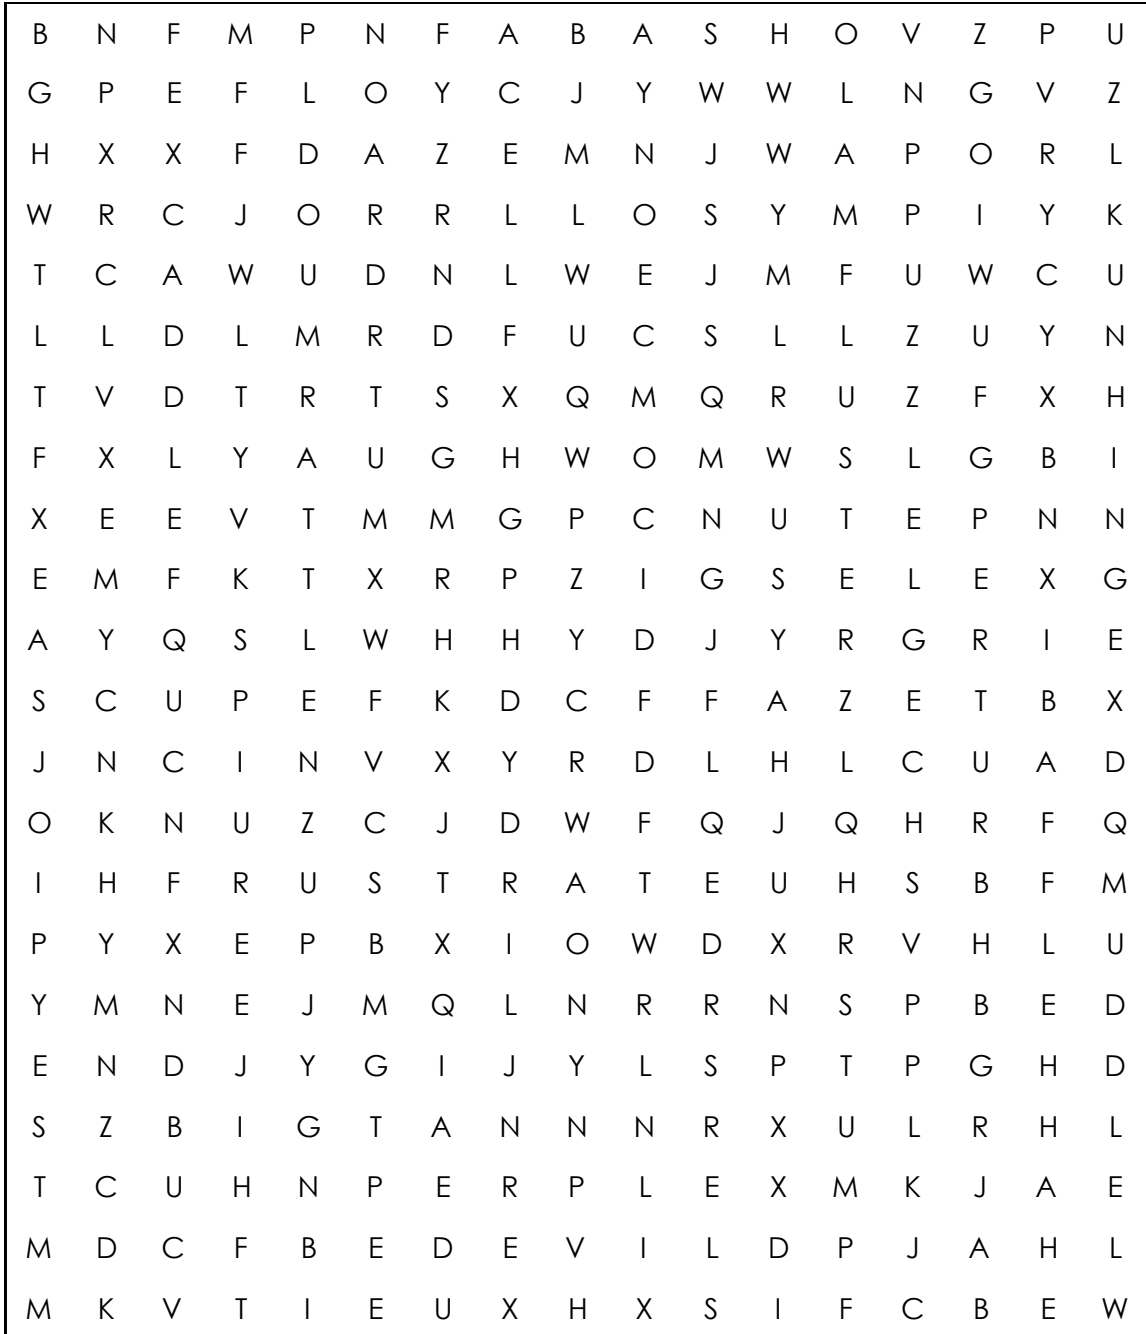 B N F M P N F A B A S H O V Z P U
G P E F L O Y C J Y W W L N G V Z
H X X F D A Z E M N J W A P O R L
W R C J O R R L L O S Y M P I Y K
T C A W U D N L W E J M F U W C U
L L D L M R D F U C S L L Z U Y N
T V D T R T S X Q M Q R U Z F X H
F X L Y A U G H W O M W S L G B I
X E E V T M M G P C N U T E P N N
E M F K T X R P Z I G S E L E X G
A Y Q S L W H H Y D J Y R G R I E
S C U P E F K D C F F A Z E T B X
J N C I N V X Y R D L H L C U A D
O K N U Z C J D W F Q J Q H R F Q
I H F R U S T R A T E U H S B F M
P Y X E P B X I O W D X R V H L U
Y M N E J M Q L N R R N S P B E D
E N D J Y G I J Y L S P T P G H D
S Z B I G T A N N N R X U L R H L
T C U H N P E R P L E X M K J A E
M D C F B E D E V I L D P J A H L
M K V T I E U X H X S I F C B E W